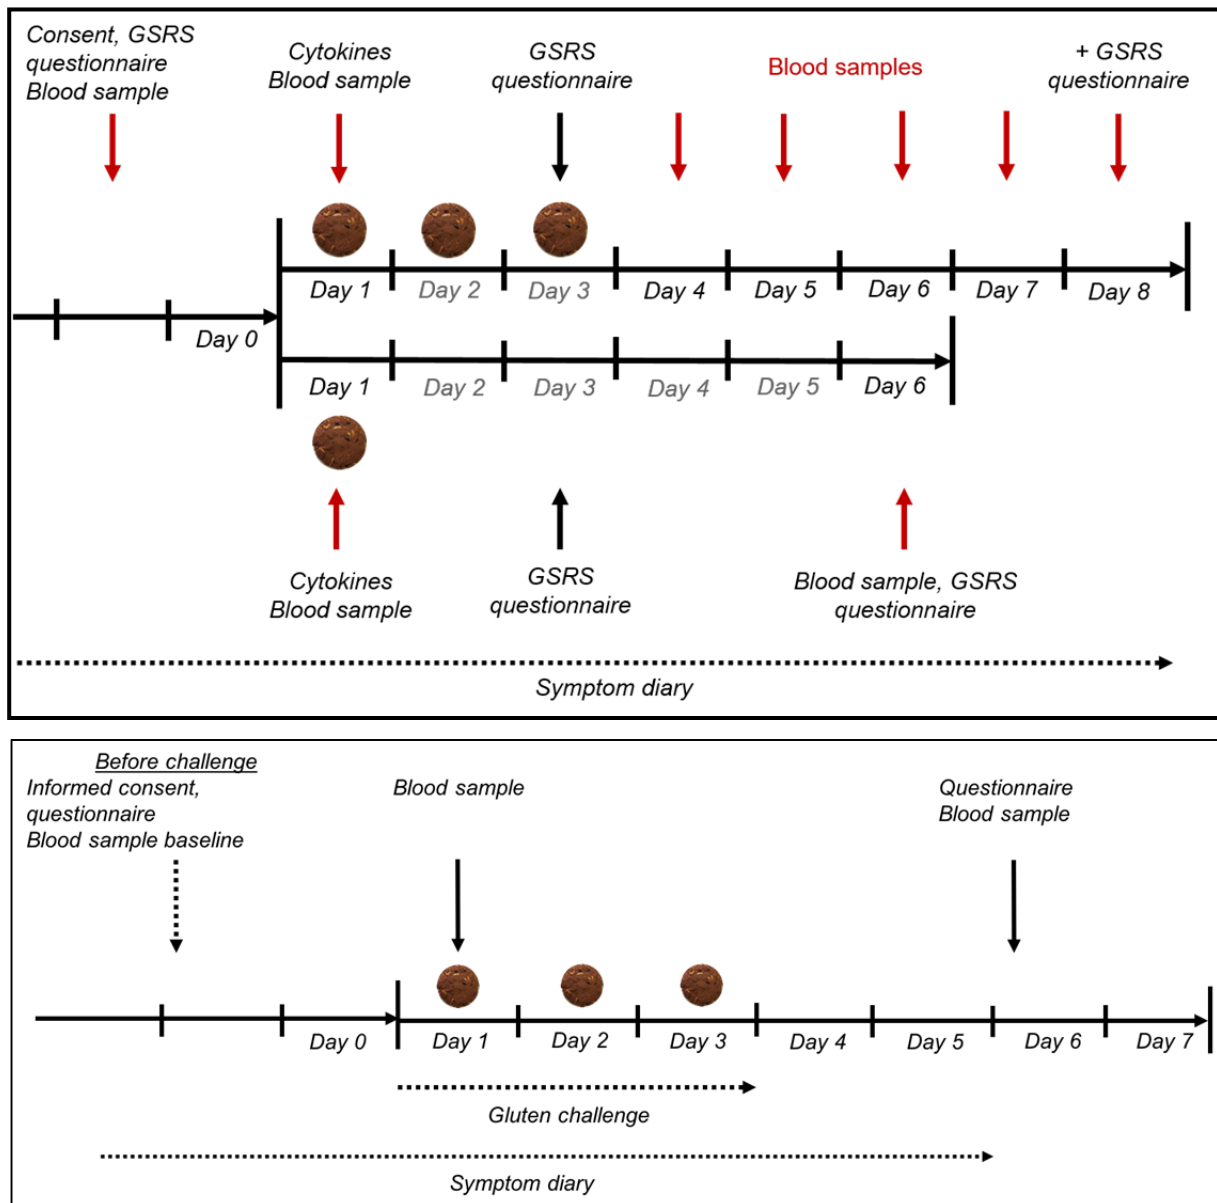 Consent, GSRS
questionnaire
Blood sample
Cytokines
Blood sample
GSRS
questionnaire
Blood samples
+ GSRS
questionnaire
Day 1
Day 2
Day 3
Day 4
Day 5
Day 6
Day 7
Day 8
Day 0
Day 1
Day 2
Day 3
Day 4
Day 5
Day 6
Cytokines
Blood sample
GSRS
questionnaire
Blood sample, GSRS
questionnaire
Symptom diary
Before challenge
Informed consent,
questionnaire
Blood sample baseline
Blood sample
Questionnaire
Blood sample
Day 0
Day 1
Day 2
Day 3
Day 4
Day 5
Day 6
Day 7
Gluten challenge
Symptom diary